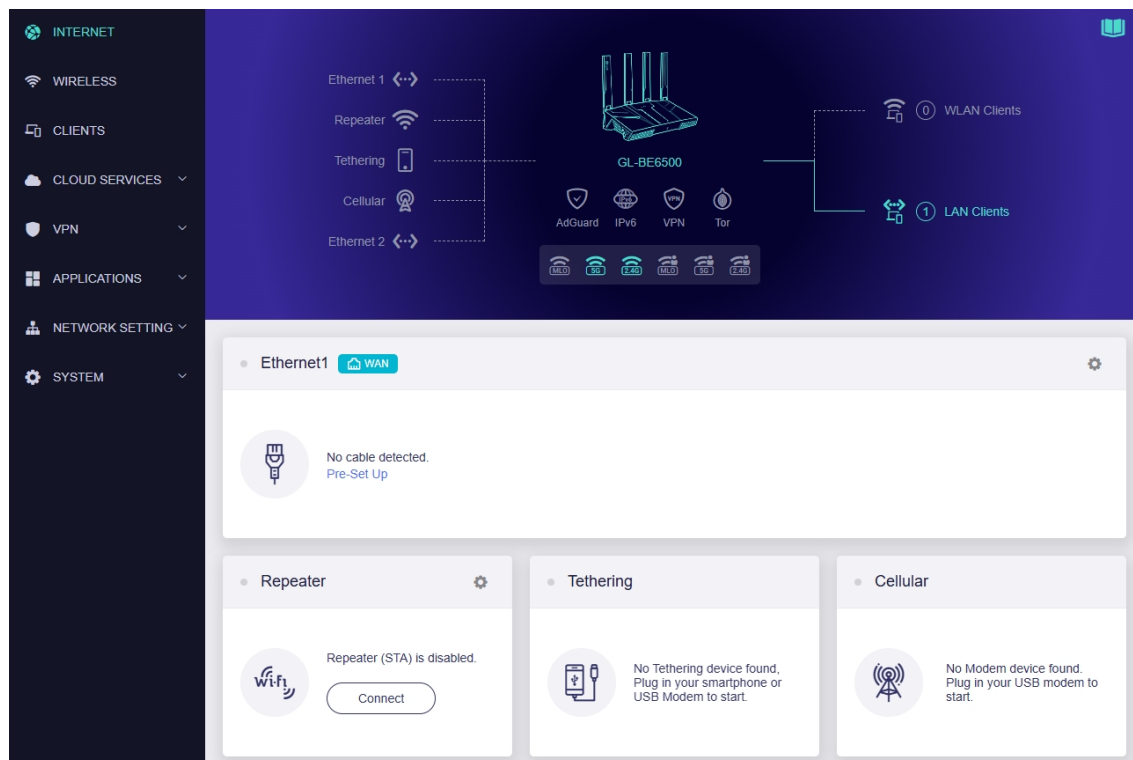 INTERNET
WIRELESS
CLIENTS
CLOUD SERVICES
VPN
APPLICATIONS
NETWORK SETTING
SYSTEM
Ethernet 1
Repeater
Tethering
Cellular
Ethernet 2
GL-BE6500
IPv6
VPN
AdGuard IPv6 VPN Tor
MLO 5G 2.4G MLO 5G 2.4G
0 WLAN Clients
1 LAN Clients
Ethernet1 WAN
No cable detected.
Pre-Set Up
Repeater
Wi-Fi
Repeater (STA) is disabled.
Connect
Tethering
No Tethering device found,
Plug in your smartphone or
USB Modem to start.
Cellular
No Modem device found.
Plug in your USB modem to
start.